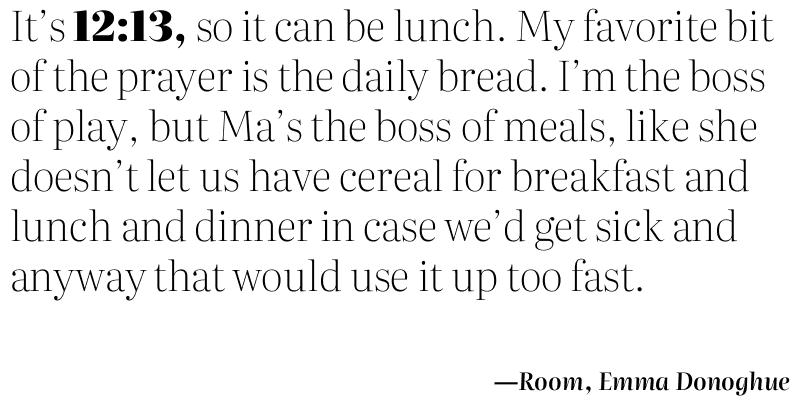 It’s 12:13, so it can be lunch. My favorite bit
of the prayer is the daily bread. I’m the boss
of play, but Ma’s the boss of meals, like she
doesn’t let us have cereal for breakfast and
lunch and dinner in case we’d get sick and
anyway that would use it up too fast.
—Room, Emma Donoghue